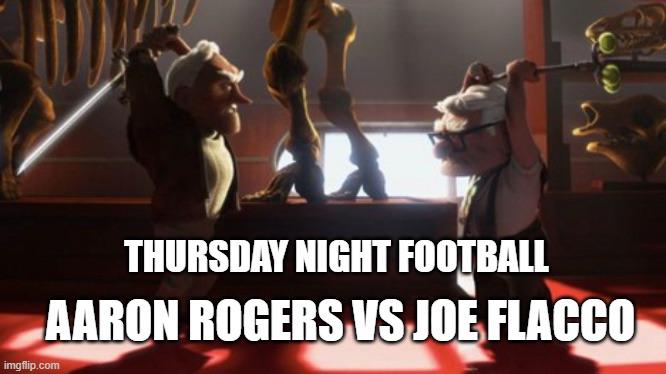 THURSDAY NIGHT FOOTBALL
AARON ROGERS VS JOE FLACCO
imgflip.com